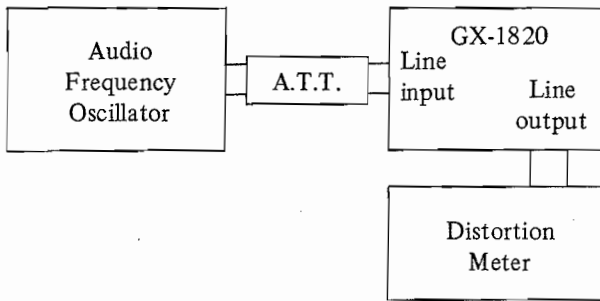 Audio
Frequency
Oscillator
A.T.T.
GX-1820
Line
input
Line
output
Distortion
Meter